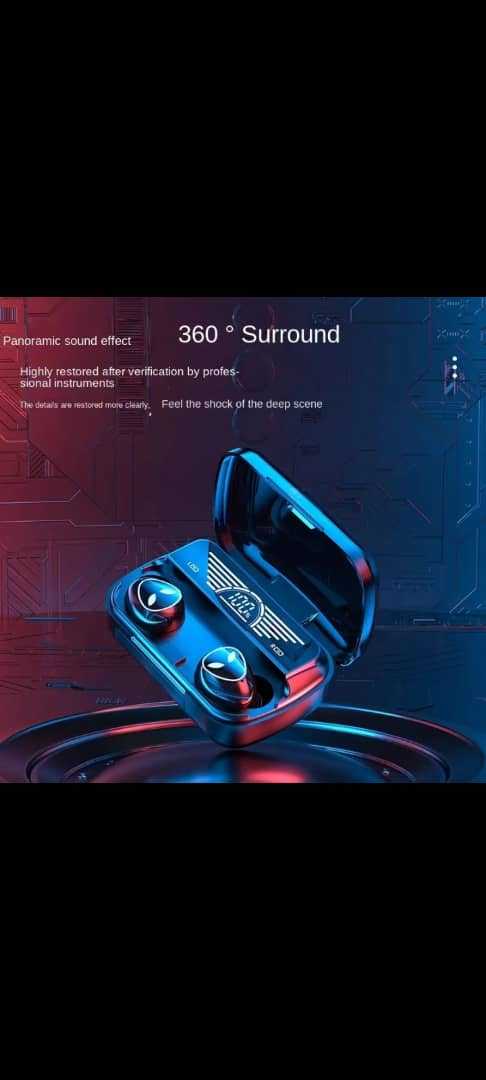 360 ° Surround
Panoramic sound effect
Highly restored after verification by profes-
sional instruments
The details are restored more clearly,
Feel the shock of the deep scene
100%